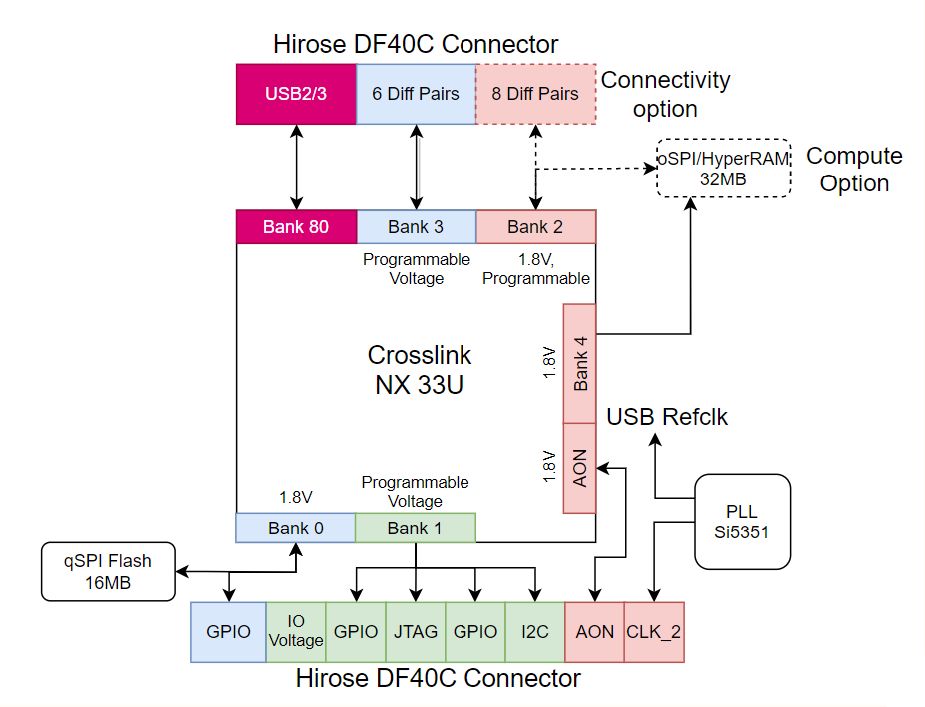 Hirose DF40C Connector
USB2/3
6 Diff Pairs
8 Diff Pairs
Connectivity
option
oSPI/HyperRAM
32MB
Compute
Option
Bank 80
Bank 3
Bank 2
Programmable
Voltage
1.8V,
Programmable
Crosslink
NX 33U
1.8V
Bank 4
USB Refclk
1.8V
AON
PLL
Si5351
1.8V
Programmable
Voltage
Bank 0
Bank 1
qSPI Flash
16MB
GPIO
IO
Voltage
GPIO
JTAG
GPIO
I2C
AON
CLK_2
Hirose DF40C Connector